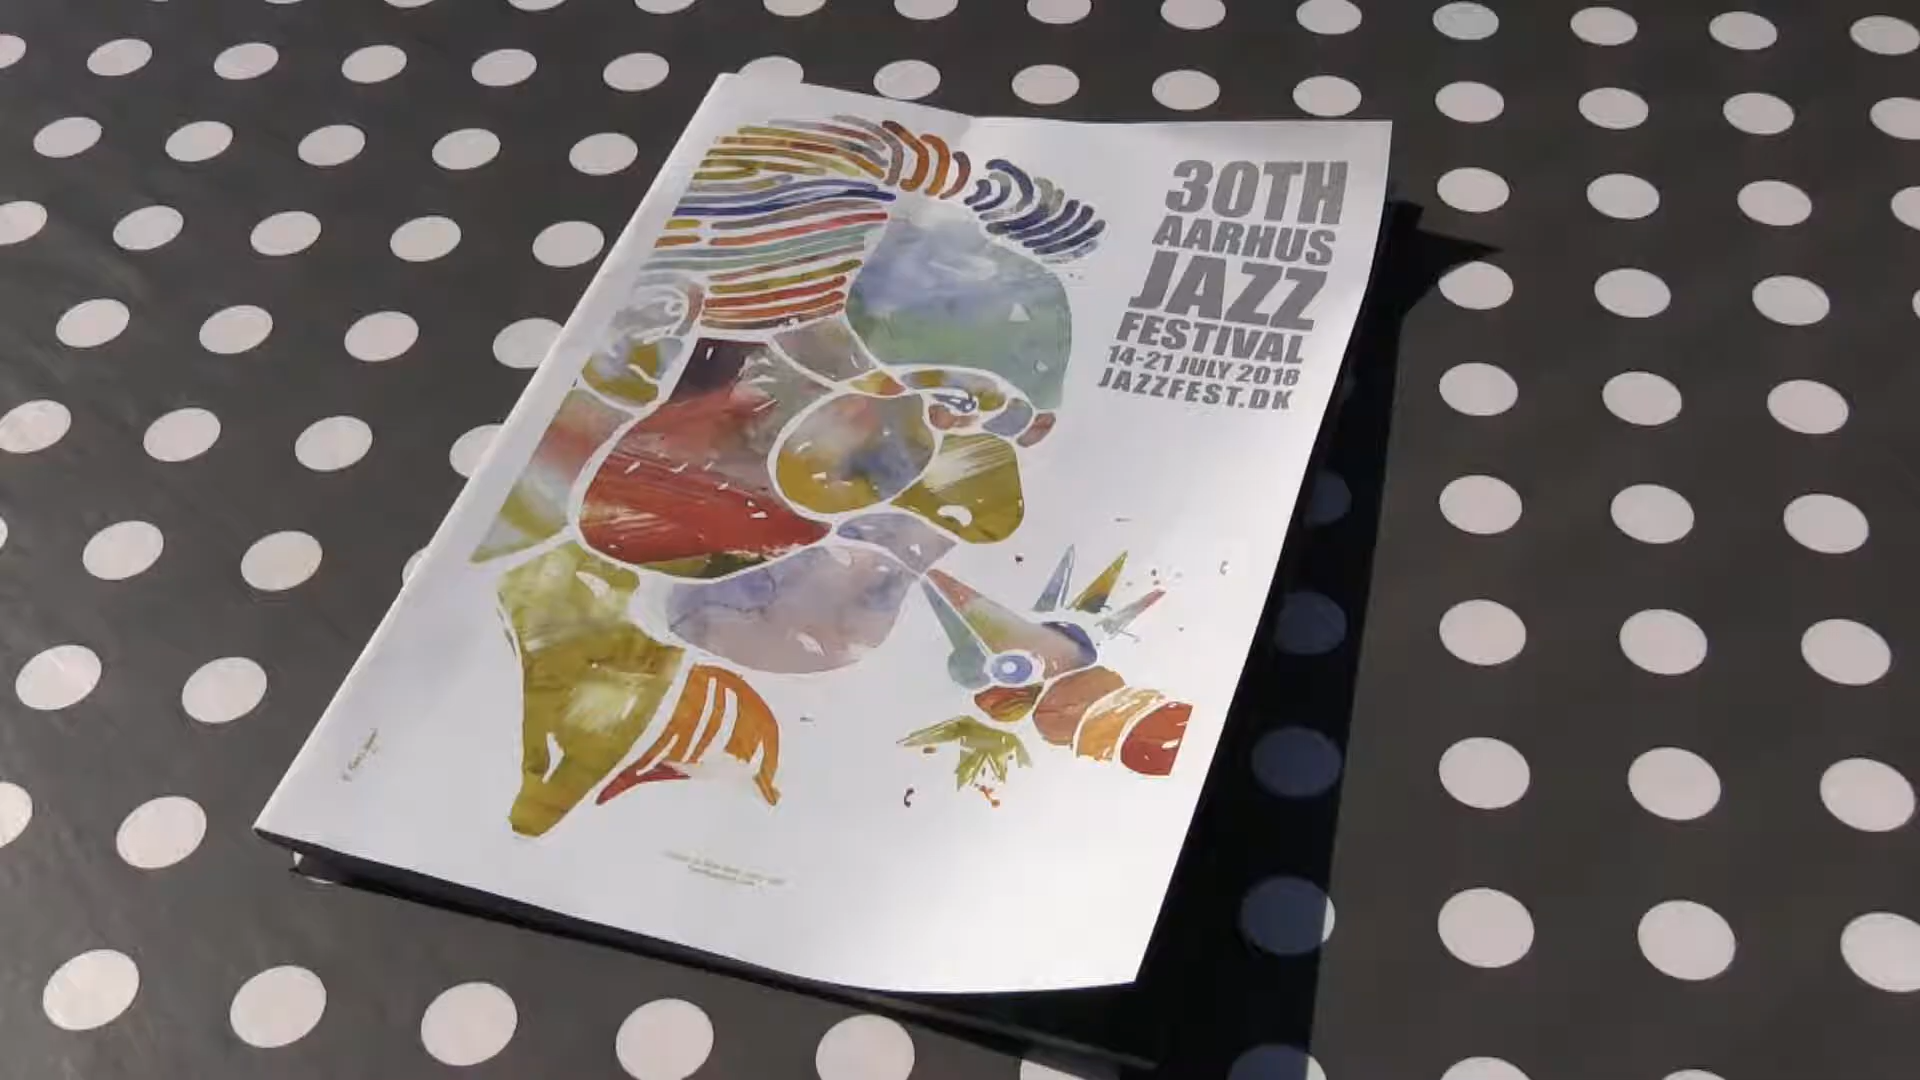 30TH
AARHUS
JAZZ
FESTIVAL
14-21 JULY 2018
JAZZFEST.DK